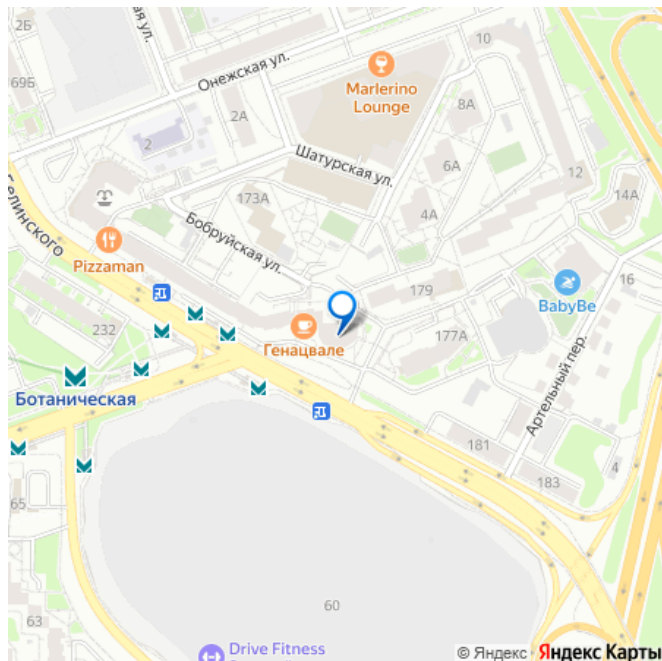 10
Онежская ул.
169Б
2Б
Marlerino
Lounge
8А
2А
2
6А
12
Шатурская ул.
14А
173А
4А
Белинского
Бобруйская ул.
Pizzaman
179
16
BabyBe
232
177А
Генацвале
Ботаническая
Артельный пер.
181
4
183
65
60
63
Drive Fitness
© Яндекс Яндекс Карты